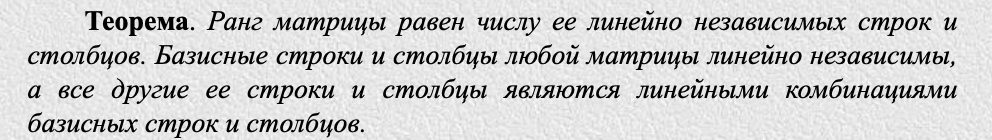 Теорема. Ранг матрицы равен числу ее линейно независимых строк и
столбцов. Базисные строки и столбцы любой матрицы линейно независимы,
а все другие ее строки и столбцы являются линейными комбинациями
базисных строк и столбцов.